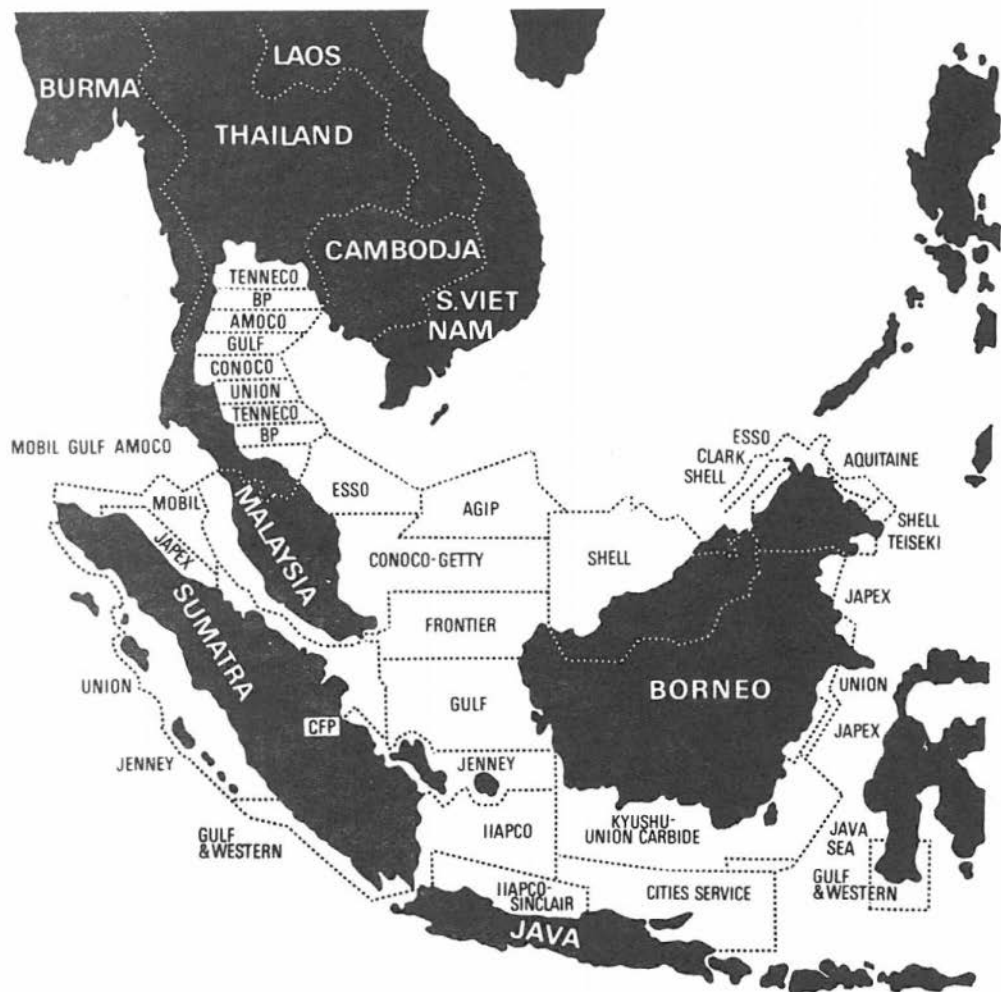 LAOS
BURMA
THAILAND
CAMBODJA
S.VIET
NAM
TENNECO
BP
AMOCO
GULF
CONOCO
UNION
TENNECO
BP
MOBIL GULF AMOCO
ESSO
CLARK
SHELL
AQUITAINE
MOBIL
MALAYSIA
ESSO
AGIP
JAPEX
CONOCO-GETTY
SHELL
SHELL
TEISEKI
JAPEX
SUMATRA
FRONTIER
UNION
GULF
BORNEO
UNION
CFP
JAPEX
JENNEY
JENNEY
IIAPCO
KYUSHU-
UNION CARBIDE
GULF
&WESTERN
JAVA
SEA
GULF
&WESTERN
IIAPCO-
SINCLAIR
CITIES SERVICE
JAVA